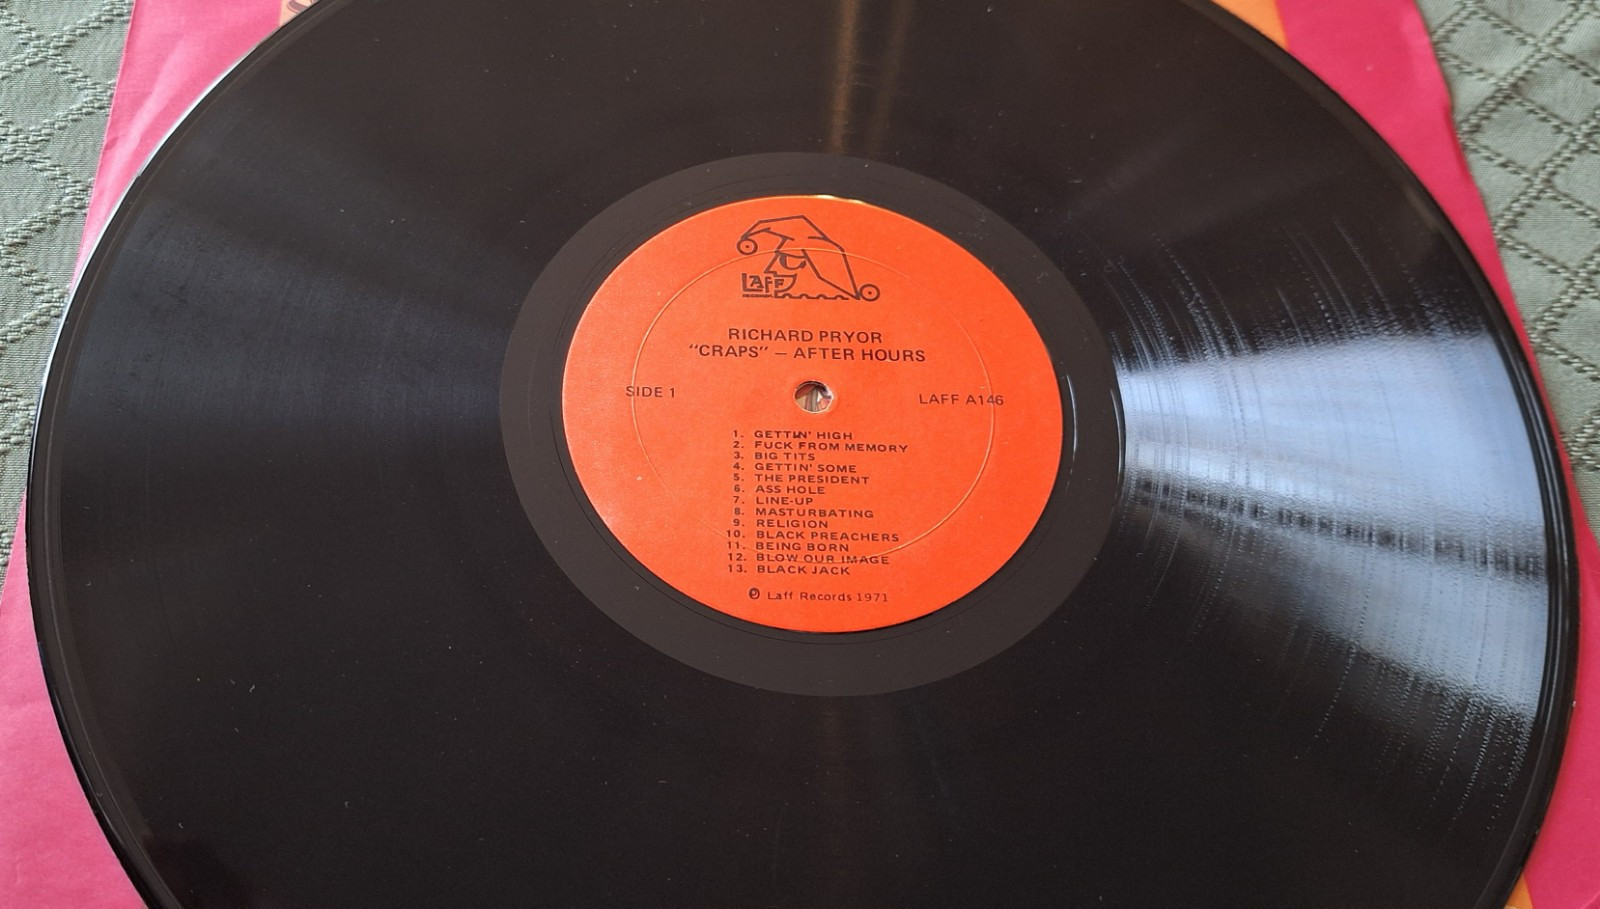 LAFF
RICHARD PRYOR
"CRAPS" – AFTER HOURS
SIDE 1
LAFF A146
1. GETTIN' HIGH
2. FUCK FROM MEMORY
3. BIG TITS
4. GETTIN' SOME
5. THE PRESIDENT
6. ASS HOLE
7. LINE-UP
8. MASTURBATING
9. RELIGION
10. BLACK PREACHERS
11. BEING BORN
12. BLOW OUR IMAGE
13. BLACK JACK
℗ Laff Records 1971